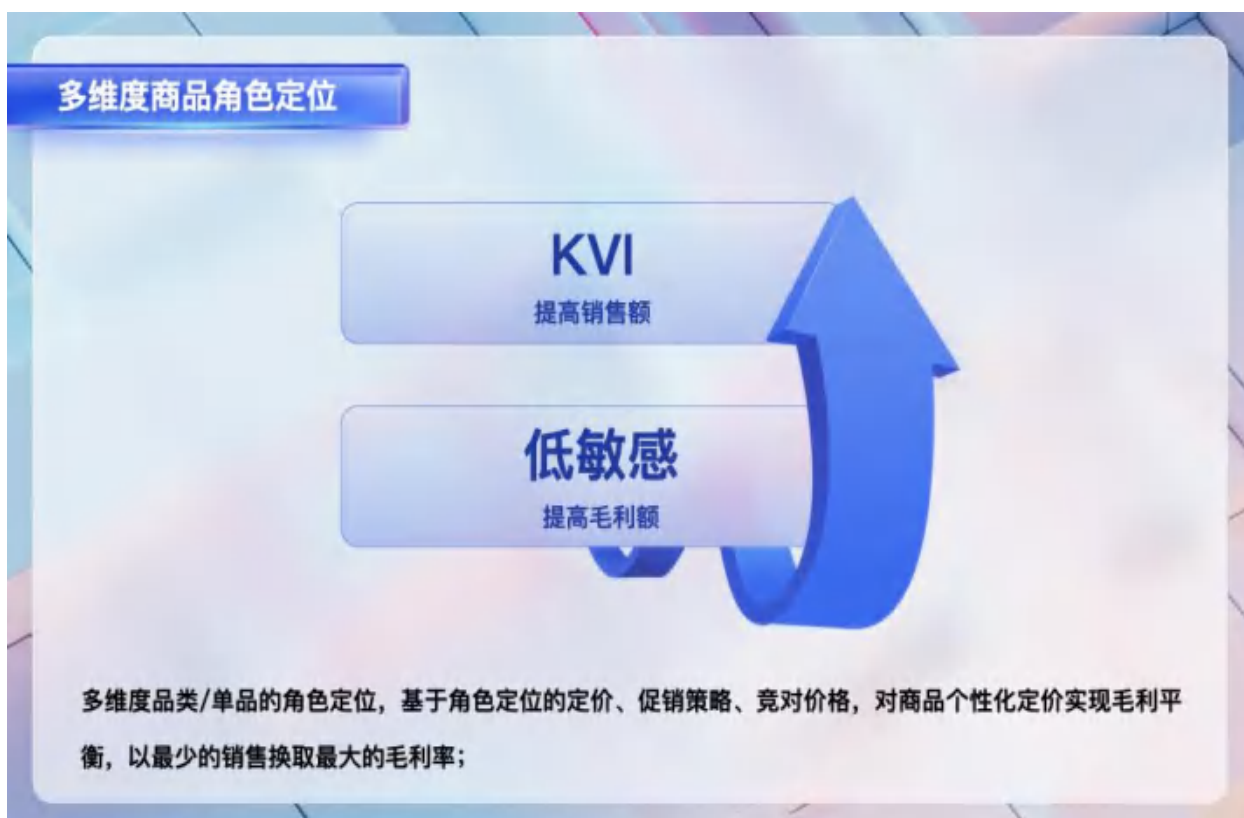 多维度商品角色定位
KVI
提高销售额
低敏感
提高毛利额
多维度品类/单品的角色定位，基于角色定位的定价、促销策略、竞对价格，对商品个性化定价实现毛利平
衡，以最少的销售换取最大的毛利率；